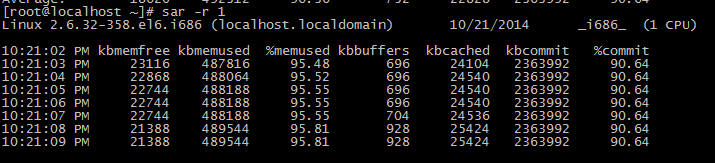 [root@localhost ~]# sar -r 1
Linux 2.6.32-358.el6.i686 (localhost.localdomain) 10/21/2014 _i686_ (1 CPU)
10:21:02 PM kbmemfree kbmemused %memused kbbuffers kbcached kbcommit %commit
10:21:03 PM 23116 487816 95.48 696 24104 2363992 90.64
10:21:04 PM 22868 488064 95.52 696 24540 2363992 90.64
10:21:05 PM 22744 488188 95.55 696 24540 2363992 90.64
10:21:06 PM 22744 488188 95.55 696 24540 2363992 90.64
10:21:07 PM 22744 488188 95.55 704 24536 2363992 90.64
10:21:08 PM 21388 489544 95.81 928 25424 2363992 90.64
10:21:09 PM 21388 489544 95.81 928 25424 2363992 90.64